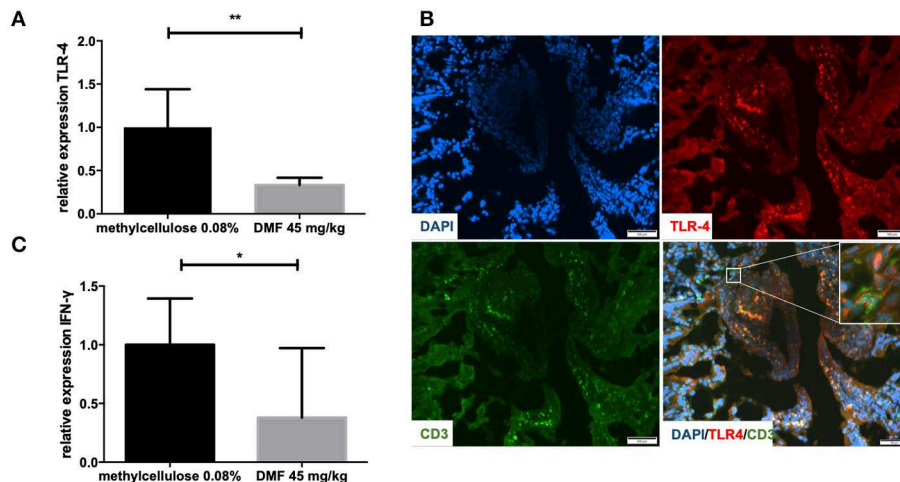 A
B
**
relative expression TLR-4
2.0
1.5
1.0
0.5
0.0
methylcellulose 0.08% DMF 45 mg/kg
C
*
relative expression IFN-γ
1.5
1.0
0.5
0.0
methylcellulose 0.08% DMF 45 mg/kg
DAPI
TLR-4
CD3
DAPI/TLR4/CD3